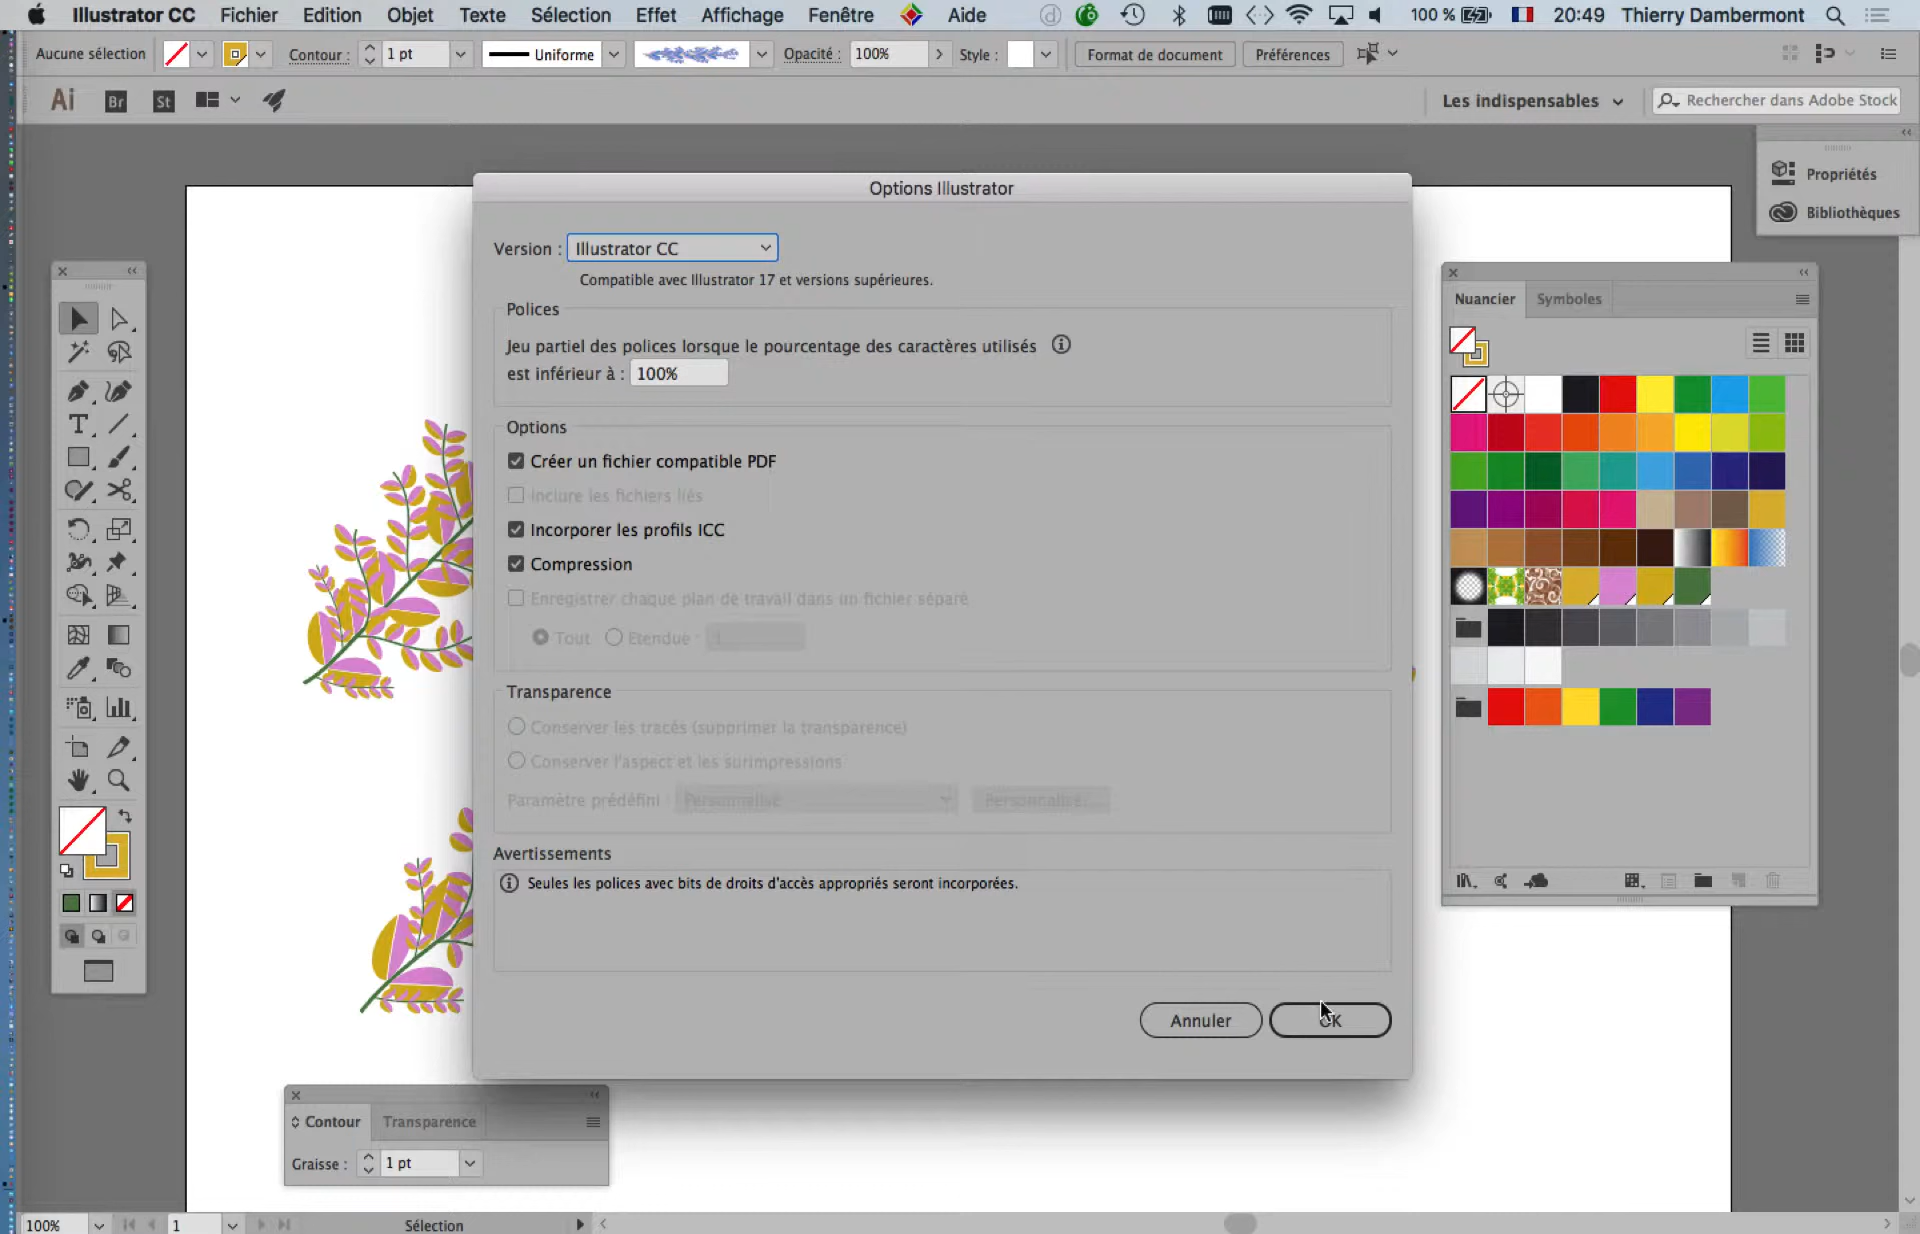 Illustrator CC Fichier Edition Objet Texte Sélection Effet Affichage Fenêtre Aide 100 % 20:49 Thierry Dambermont
Aucune sélection Contour : 1 pt Uniforme Opacité : 100% Style : Format de document Préférences
Ai Br St Les indispensables Rechercher dans Adobe Stock
Propriétés
Bibliothèques
Options Illustrator
Version : Illustrator CC
Compatible avec Illustrator 17 et versions supérieures.
Polices
Jeu partiel des polices lorsque le pourcentage des caractères utilisés
est inférieur à : 100%
Options
Créer un fichier compatible PDF
Inclure les fichiers liés
Incorporer les profils ICC
Compression
Enregistrer chaque plan de travail dans un fichier séparé
Tout Etendue : 1
Transparence
Conserver les tracés (supprimer la transparence)
Conserver l'aspect et les surimpressions
Paramètre prédéfini : Personnalisé Personnalisé...
Avertissements
Seules les polices avec bits de droits d'accès appropriés seront incorporées.
Annuler OK
Nuancier Symboles
Contour Transparence
Graisse : 1 pt
100% 1 Sélection